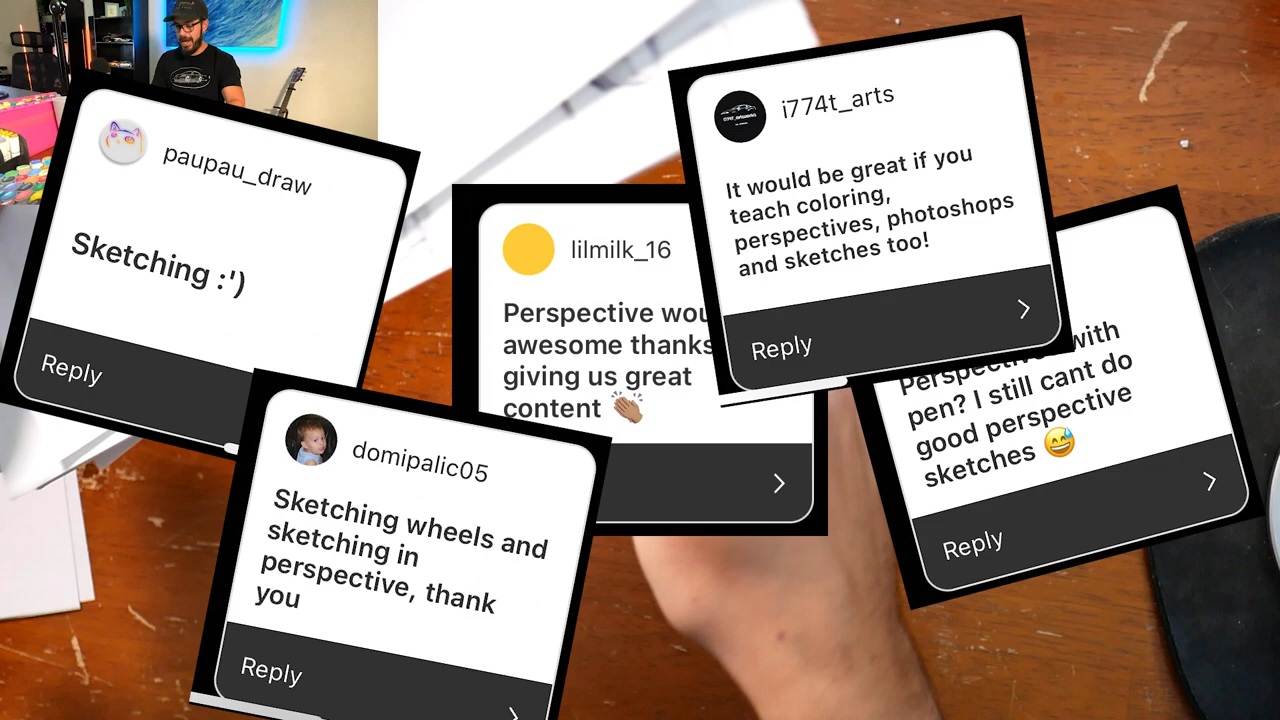 paupau_draw
Sketching :')
Reply
domipalic05
Sketching wheels and
sketching in
perspective, thank
you
Reply
lilmilk_16
Perspective
awesome thanks
giving us great
content 👏🏽
i774t_arts
It would be great if you
teach coloring,
perspectives, photoshops
and sketches too!
Reply
with
pen? I still cant do
good perspective
sketches 😅
Reply